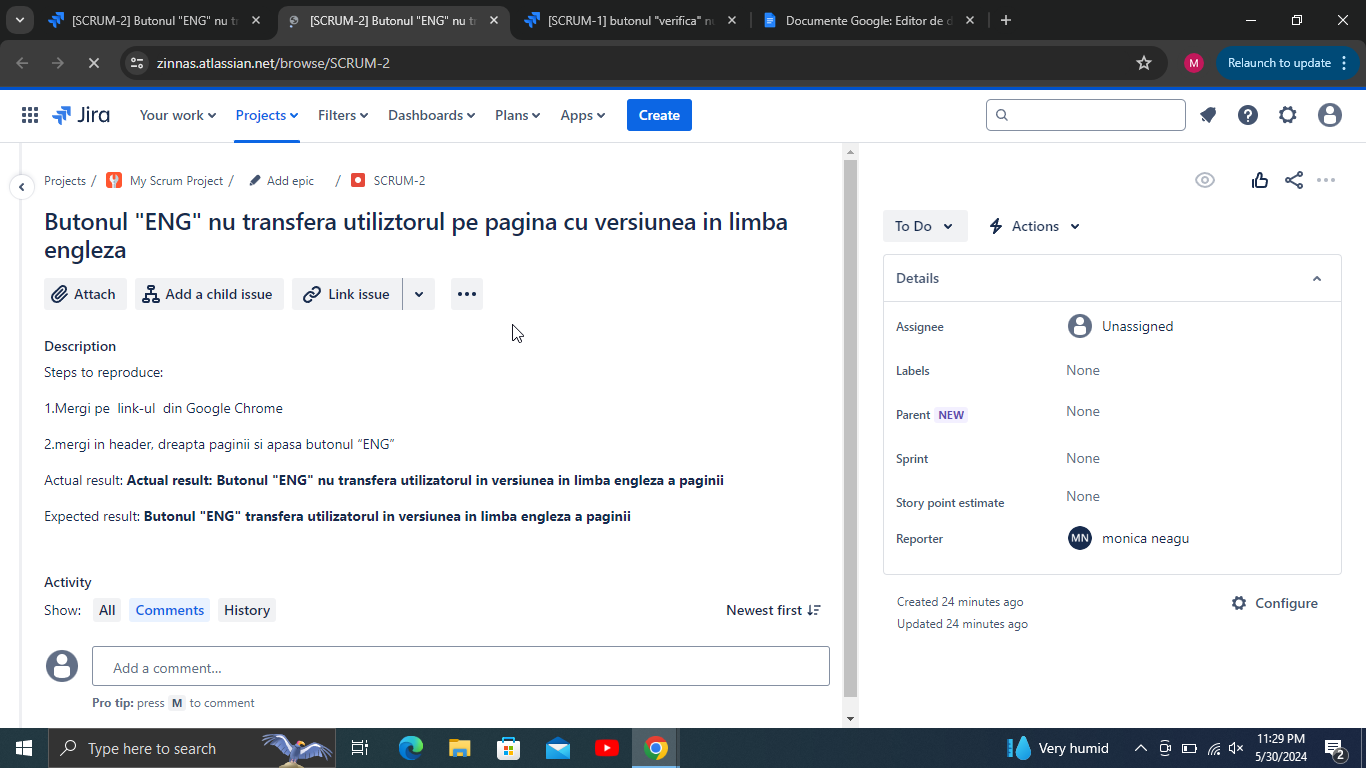 [SCRUM-2] Butonul "ENG" nu tr
[SCRUM-2] Butonul "ENG" nu tr
[SCRUM-1] butonul "verifica" nu
Documente Google: Editor de d
zinnas.atlassian.net/browse/SCRUM-2
M
Relaunch to update
Jira
Your work
Projects
Filters
Dashboards
Plans
Apps
Create
Projects / My Scrum Project / Add epic / SCRUM-2
Butonul "ENG" nu transfera utiliztorul pe pagina cu versiunea in limba
engleza
Attach
Add a child issue
Link issue
Description
Steps to reproduce:
1.Mergi pe link-ul din Google Chrome
2.mergi in header, dreapta paginii si apasa butonul “ENG”
Actual result: Actual result: Butonul "ENG" nu transfera utilizatorul in versiunea in limba engleza a paginii
Expected result: Butonul "ENG" transfera utilizatorul in versiunea in limba engleza a paginii
Activity
Show: All Comments History
Newest first
Add a comment...
Pro tip: press M to comment
To Do
Actions
Details
Assignee
Unassigned
Labels
None
Parent NEW
None
Sprint
None
Story point estimate
None
Reporter
MN monica neagu
Created 24 minutes ago
Updated 24 minutes ago
Configure
Type here to search
Very humid
11:29 PM
5/30/2024
2